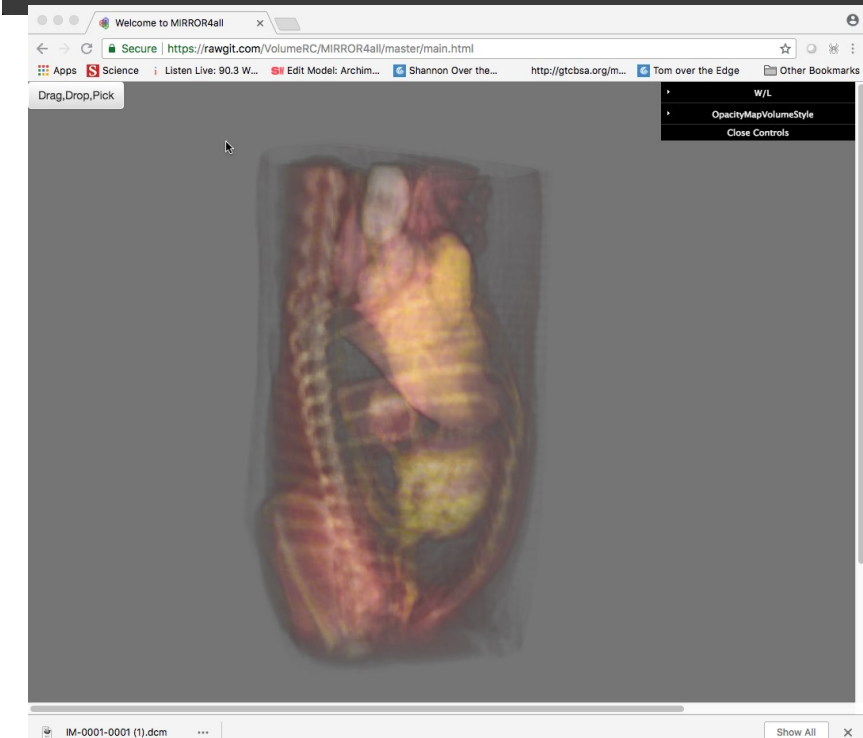 Welcome to MIRROR4all
Secure | https://rawgit.com/VolumeRC/MIRROR4all/master/main.html
Apps Science Listen Live: 90.3 W... Edit Model: Archim... Shannon Over the... http://gtcbsa.org/m... Tom over the Edge Other Bookmarks
Drag,Drop,Pick
W/L
OpacityMapVolumeStyle
Close Controls
IM-0001-0001 (1).dcm
Show All